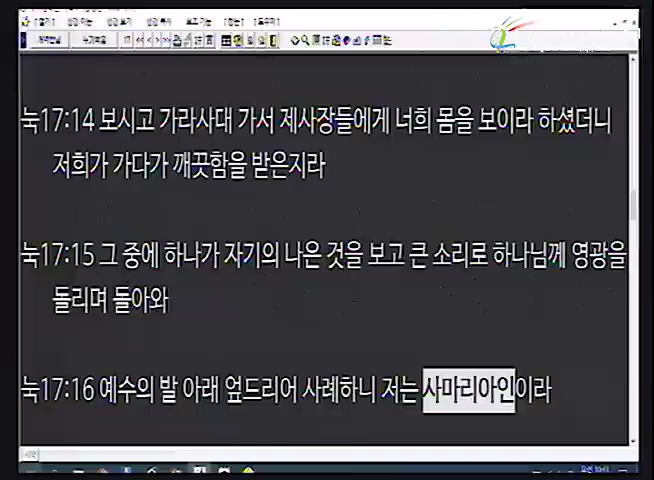 눅17:14 보시고 가라사대 가서 제사장들에게 너희 몸을 보이라 하셨더니
저희가 가다가 깨끗함을 받은지라
눅17:15 그 중에 하나가 자기의 나은 것을 보고 큰 소리로 하나님께 영광을
돌리며 돌아와
눅17:16 예수의 발 아래 엎드리어 사례하니 저는 사마리아인이라